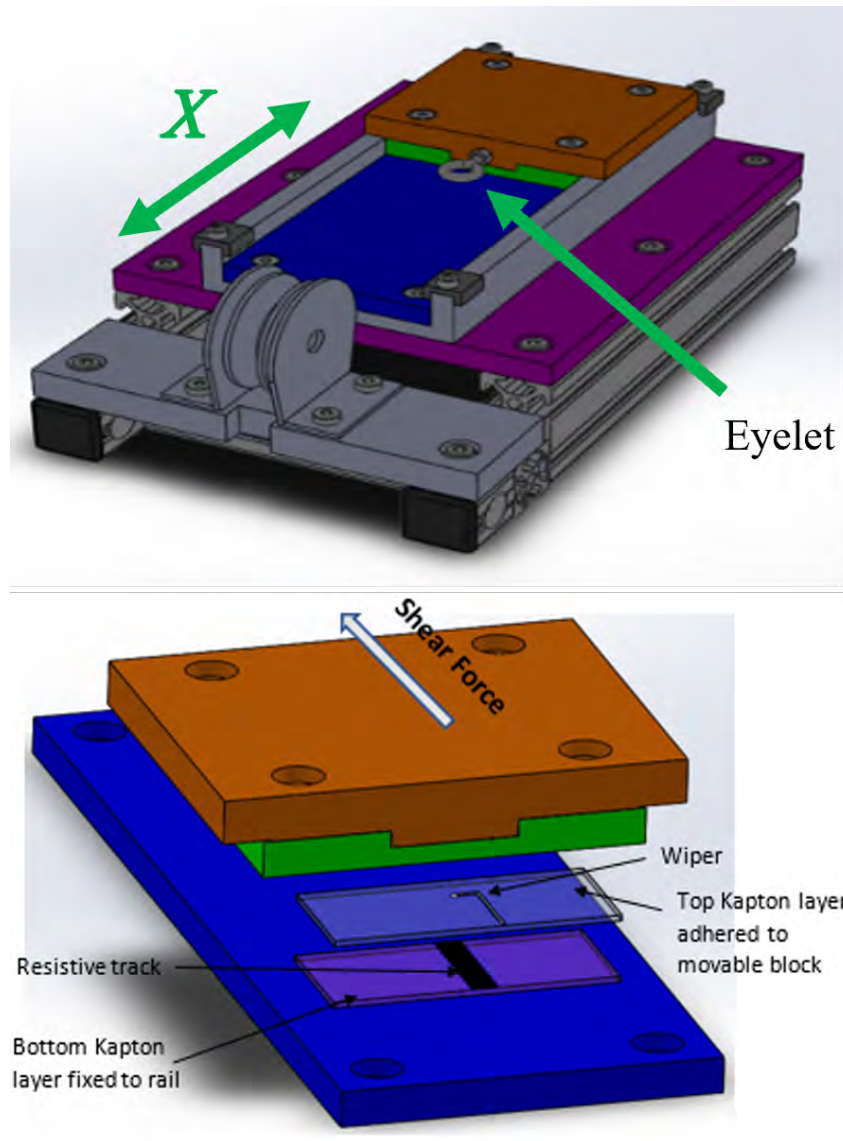 X
Eyelet
Shear Force
Wiper
Top Kapton layer
adhered to
movable block
Resistive track
Bottom Kapton
layer fixed to rail